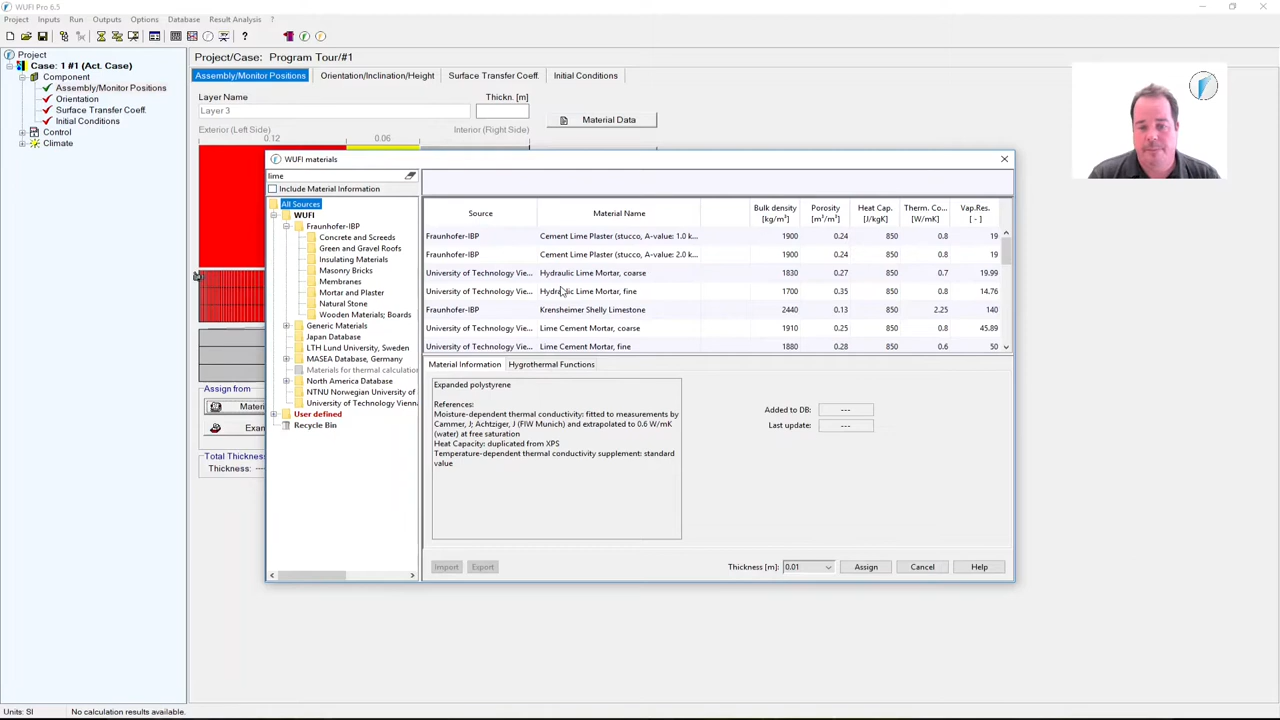 WUFI Pro 6.5
Project Inputs Run Outputs Options Database Result Analysis ?
Project
Case: 1 #1 (Act. Case)
Component
Assembly/Monitor Positions
Orientation
Surface Transfer Coeff.
Initial Conditions
Control
Climate
Project/Case: Program Tour/#1
Assembly/Monitor Positions Orientation/Inclination/Height Surface Transfer Coeff. Initial Conditions
Layer Name Thickn. [m]
Layer 3
Material Data
Exterior (Left Side) Interior (Right Side)
0.12 0.06
Assign from
Materi
Exan
Total Thickness
Thickness: ---
WUFI materials
lime
Include Material Information
All Sources
WUFI
Fraunhofer-IBP
Concrete and Screeds
Green and Gravel Roofs
Insulating Materials
Masonry Bricks
Membranes
Mortar and Plaster
Natural Stone
Wooden Materials; Boards
Generic Materials
Japan Database
LTH Lund University, Sweden
MASEA Database, Germany
Materials for thermal calculation
North America Database
NTNU Norwegian University of
University of Technology Vienna
User defined
Recycle Bin
Source Material Name Bulk density [kg/m³] Porosity [m³/m³] Heat Cap. [J/kgK] Therm. Co... [W/mK] Vap.Res. [ - ]
Fraunhofer-IBP Cement Lime Plaster (stucco, A-value: 1.0 k... 1900 0.24 850 0.8 19
Fraunhofer-IBP Cement Lime Plaster (stucco, A-value: 2.0 k... 1900 0.24 850 0.8 19
University of Technology Vie... Hydraulic Lime Mortar, coarse 1830 0.27 850 0.7 19.99
University of Technology Vie... Hydraulic Lime Mortar, fine 1700 0.35 850 0.8 14.76
Fraunhofer-IBP Krensheimer Shelly Limestone 2440 0.13 850 2.25 140
University of Technology Vie... Lime Cement Mortar, coarse 1910 0.25 850 0.8 45.89
University of Technology Vie... Lime Cement Mortar, fine 1880 0.28 850 0.6 50
Material Information Hygrothermal Functions
Expanded polystyrene
References:
Moisture-dependent thermal conductivity: fitted to measurements by
Cammer, J; Achtziger, J (FIW Munich) and extrapolated to 0.6 W/mK
(water) at free saturation
Heat Capacity: duplicated from XPS
Temperature-dependent thermal conductivity supplement: standard
value
Added to DB: ---
Last update: ---
Import Export Thickness [m]: 0.01 Assign Cancel Help
Units: SI No calculation results available.